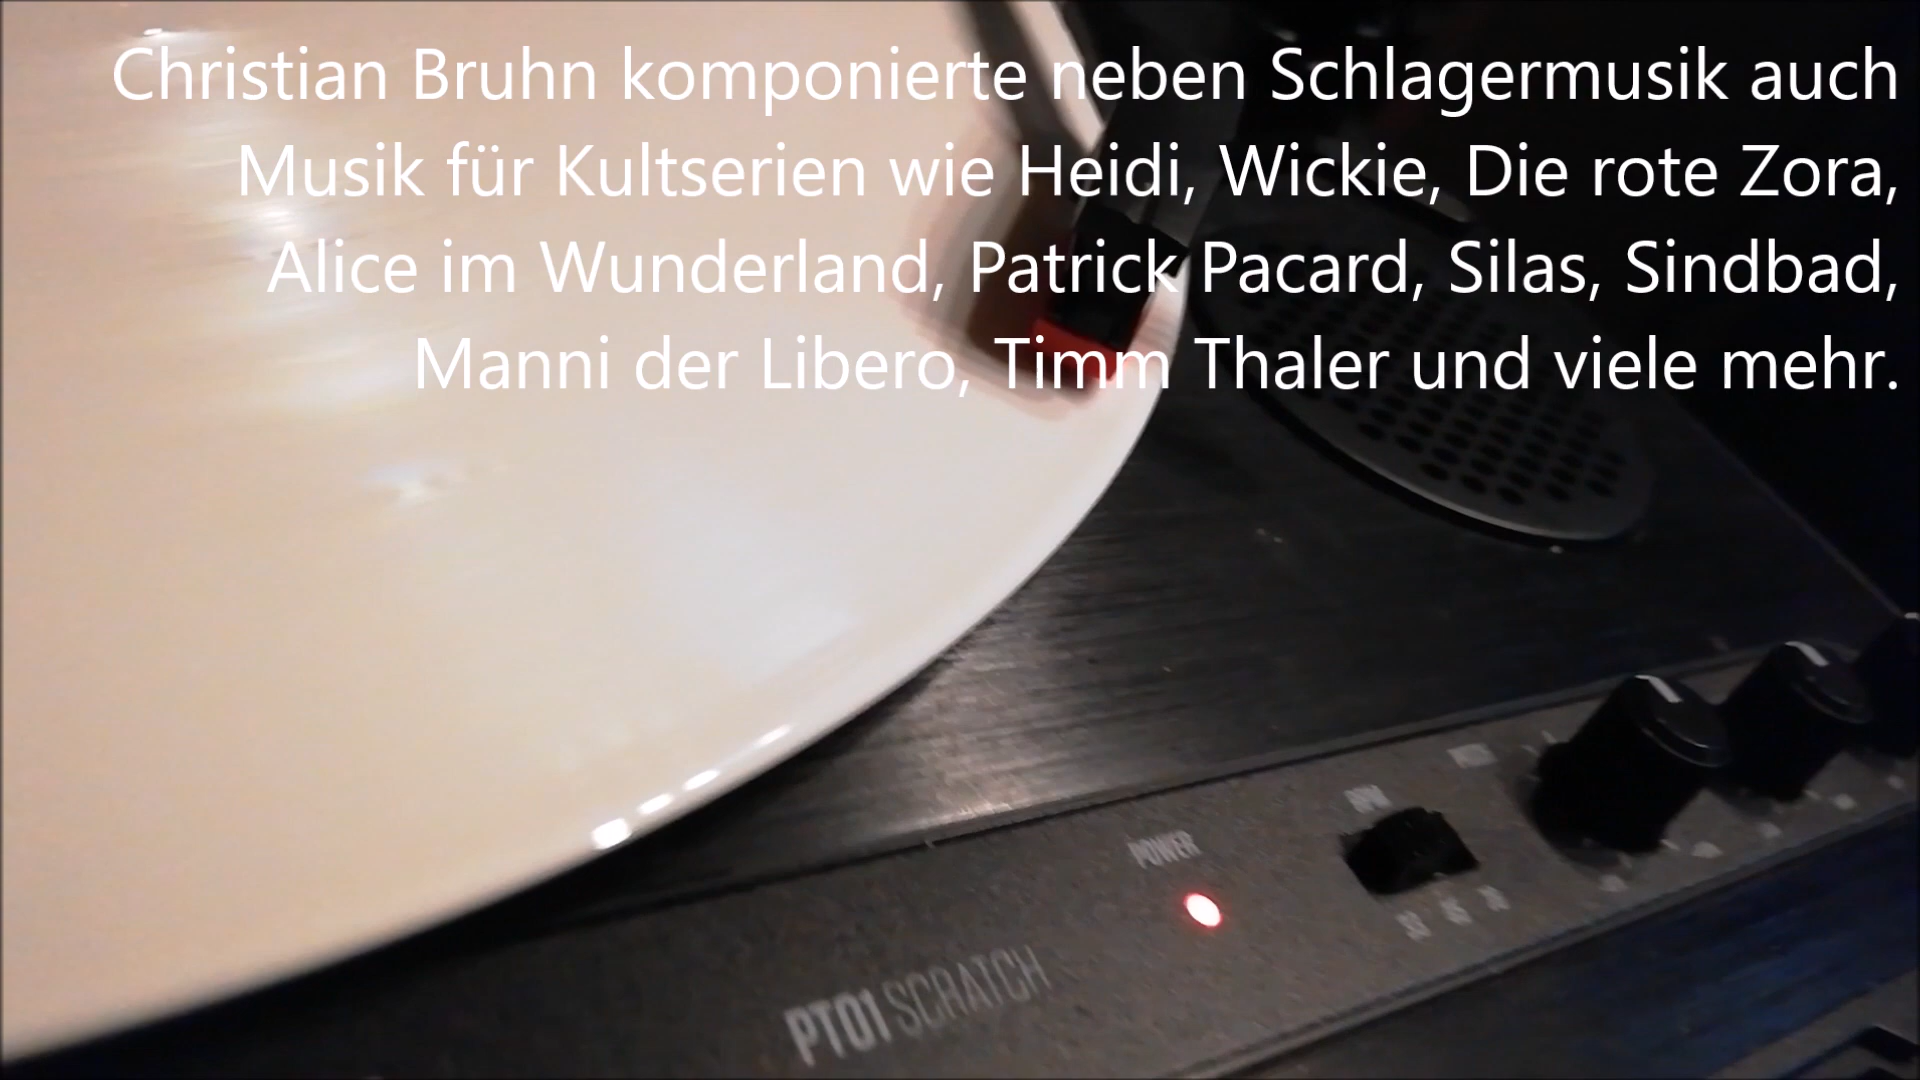 Christian Bruhn komponierte neben Schlagermusik auch
Musik für Kultserien wie Heidi, Wickie, Die rote Zora,
Alice im Wunderland, Patrick Pacard, Silas, Sindbad,
Manni der Libero, Timm Thaler und viele mehr.
RPM
POWER
PT01 SCRATCH